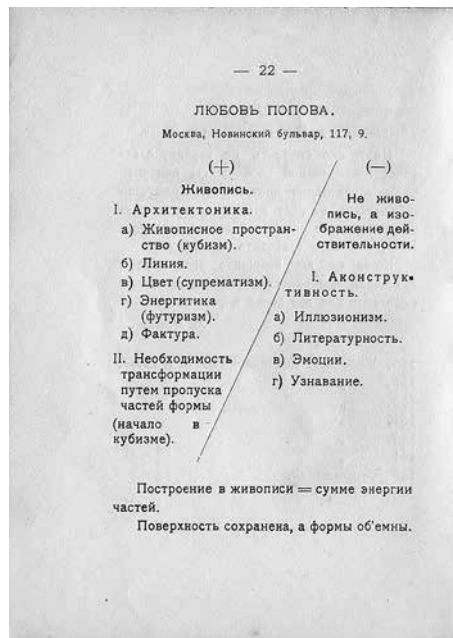 — 22 —
ЛЮБОВЬ ПОПОВА.
Москва, Новинский бульвар, 117, 9.
(+)
Живопись.
I. Архитектоника.
а) Живописное простран-
ство (кубизм).
б) Линия.
в) Цвет (супрематизм).
г) Энергитика
(футуризм).
д) Фактура.
II. Необходимость
трансформации
путем пропуска
частей формы
(начало в
кубизме).
(—)
Не живо-
пись, а изо-
бражение дей-
ствительности.
I. Аконструк-
тивность.
а) Иллюзионизм.
б) Литературность.
в) Эмоции.
г) Узнавание.
Построение в живописи = сумме энергии
частей.
Поверхность сохранена, а формы об'емны.